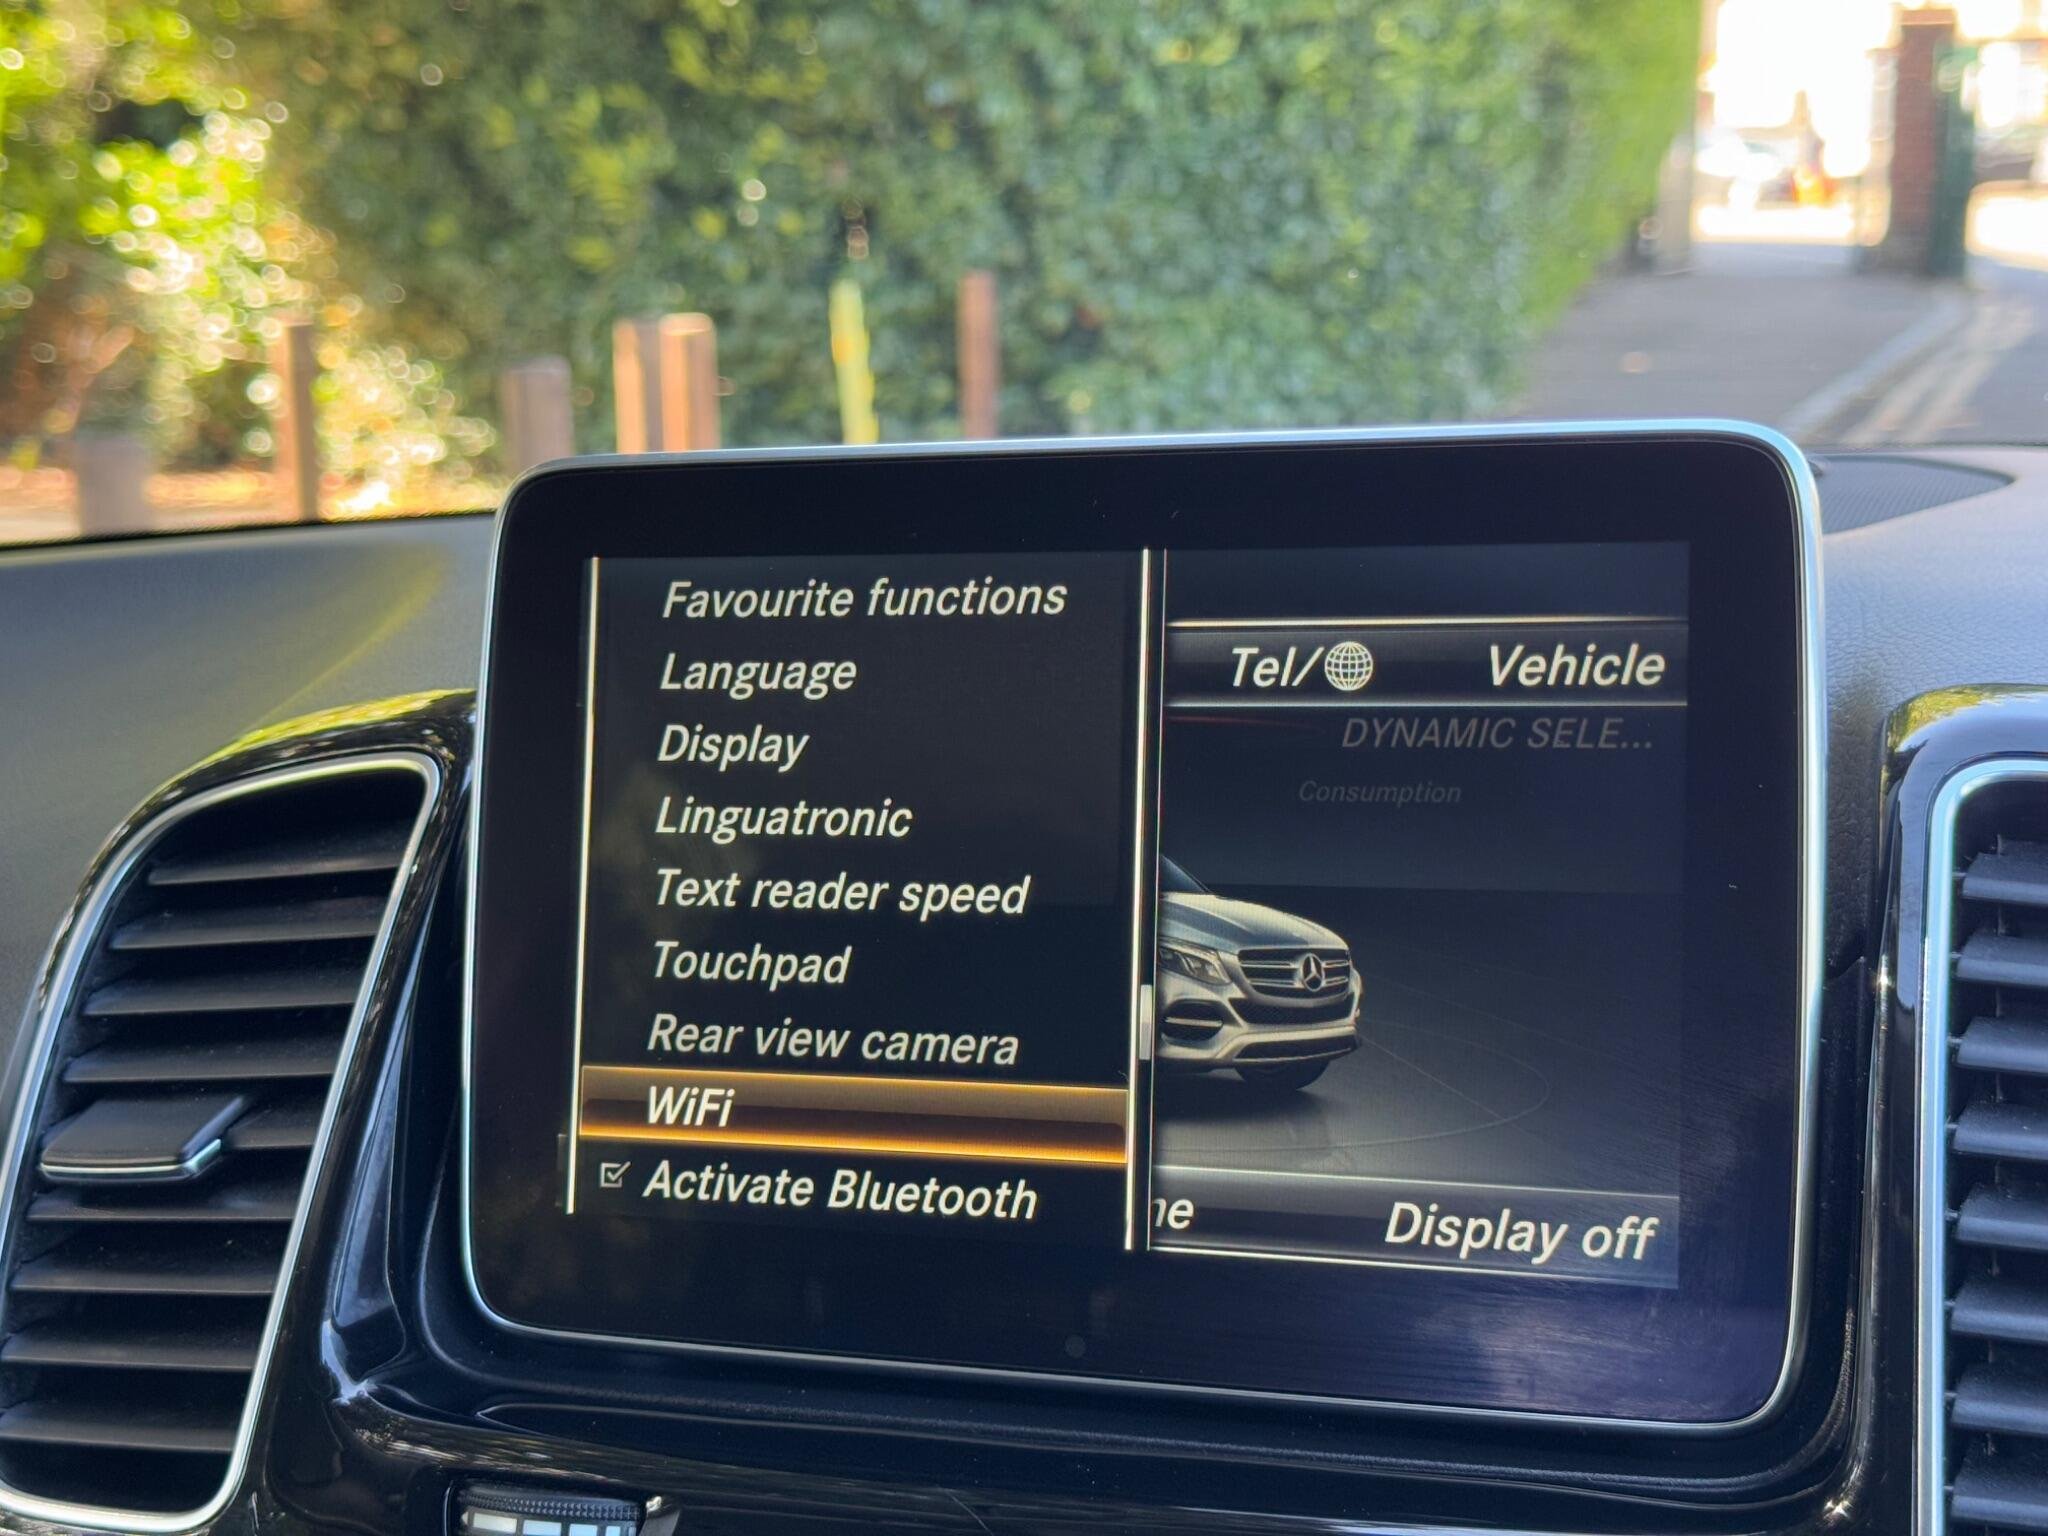 Favourite functions
Language
Display
Linguatronic
Text reader speed
Touchpad
Rear view camera
WiFi
Activate Bluetooth
Tel/ Vehicle
DYNAMIC SELE...
Consumption
ne Display off